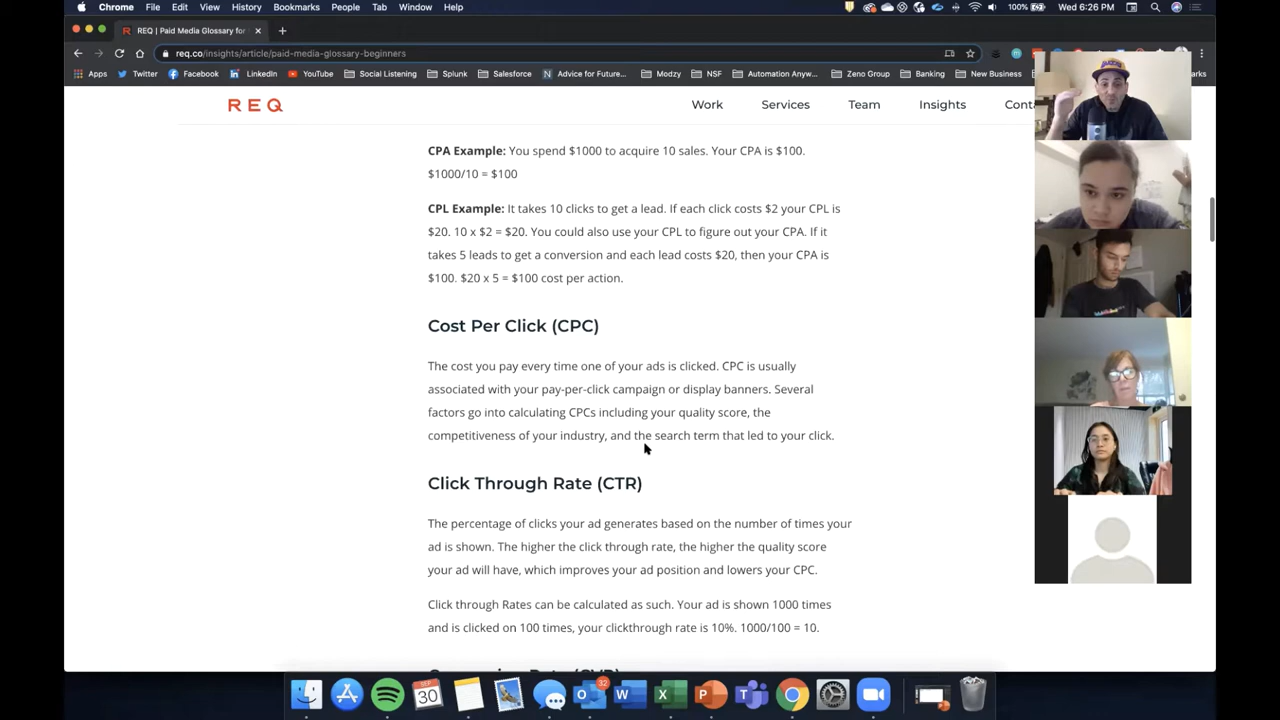 Chrome File Edit View History Bookmarks People Tab Window Help 100% Wed 6:26 PM
REQ | Paid Media Glossary for
req.co/insights/article/paid-media-glossary-beginners
Apps Twitter Facebook LinkedIn YouTube Social Listening Splunk Salesforce Advice for Future... Modzy NSF Automation Anyw... Zeno Group Banking New Business
REQ Work Services Team Insights Conta
CPA Example: You spend $1000 to acquire 10 sales. Your CPA is $100.
$1000/10 = $100
CPL Example: It takes 10 clicks to get a lead. If each click costs $2 your CPL is
$20. 10 x $2 = $20. You could also use your CPL to figure out your CPA. If it
takes 5 leads to get a conversion and each lead costs $20, then your CPA is
$100. $20 x 5 = $100 cost per action.
Cost Per Click (CPC)
The cost you pay every time one of your ads is clicked. CPC is usually
associated with your pay-per-click campaign or display banners. Several
factors go into calculating CPCs including your quality score, the
competitiveness of your industry, and the search term that led to your click.
Click Through Rate (CTR)
The percentage of clicks your ad generates based on the number of times your
ad is shown. The higher the click through rate, the higher the quality score
your ad will have, which improves your ad position and lowers your CPC.
Click through Rates can be calculated as such. Your ad is shown 1000 times
and is clicked on 100 times, your clickthrough rate is 10%. 1000/100 = 10.
SEP
30
32